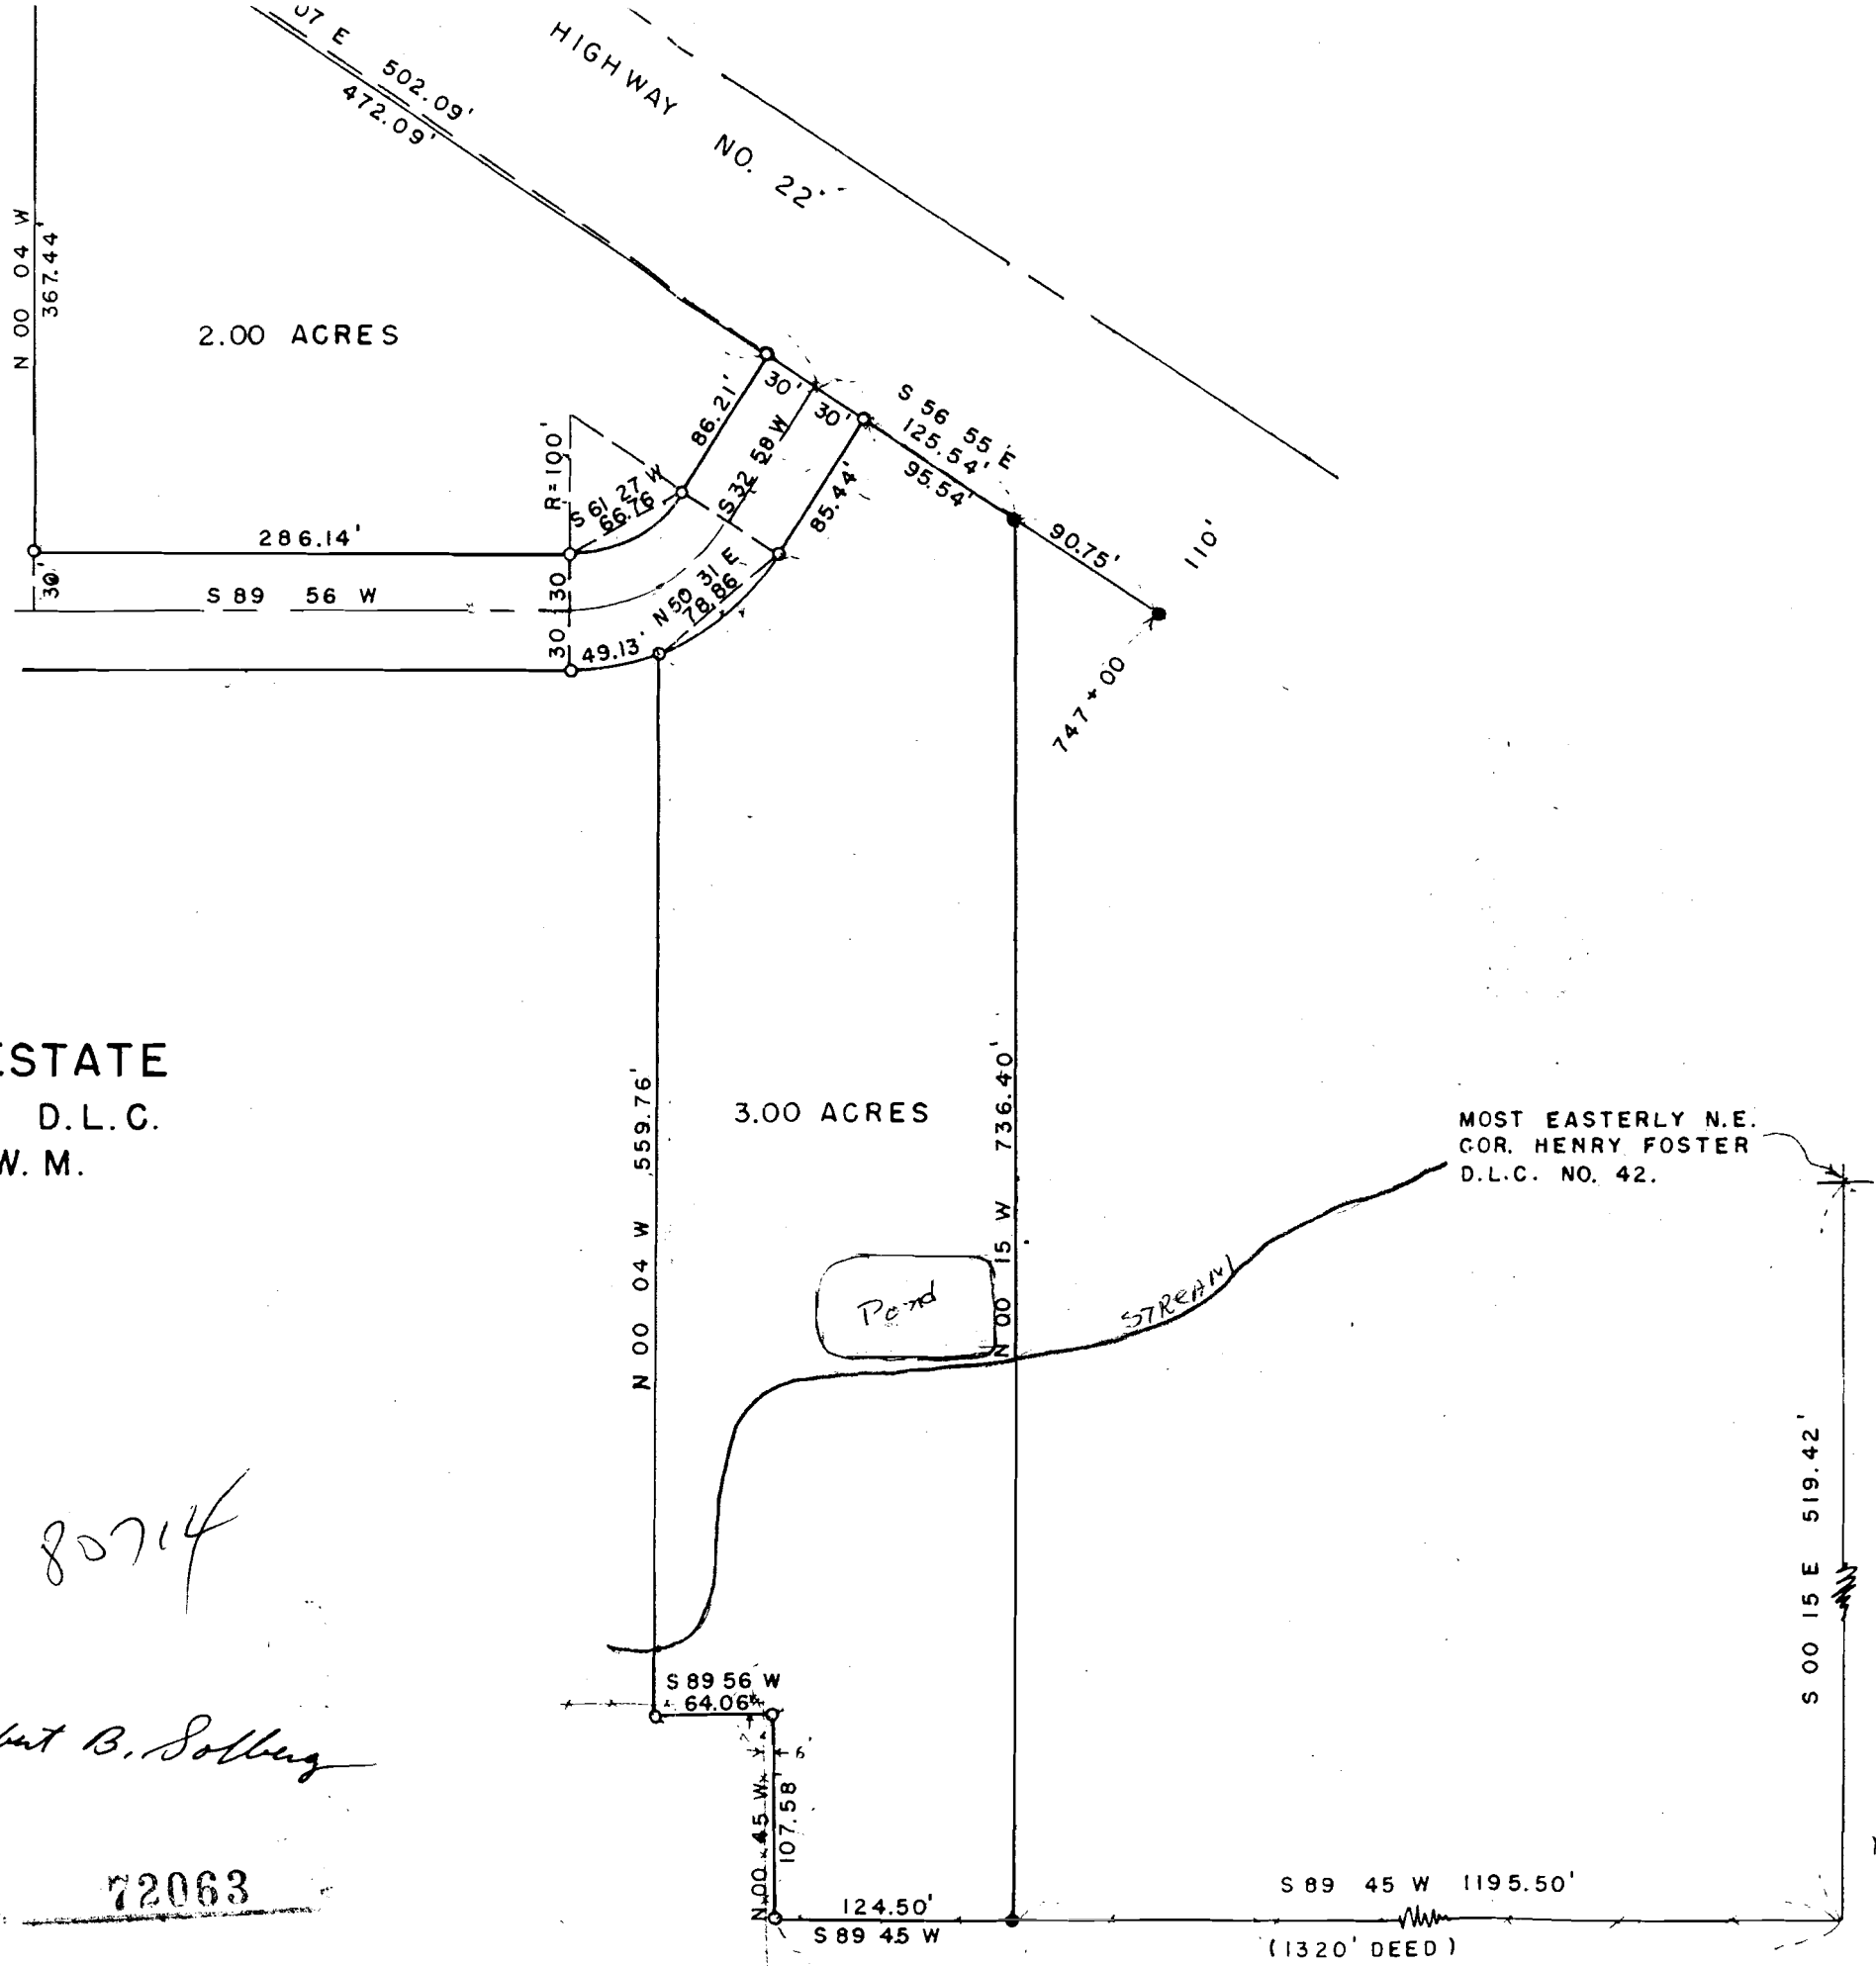 07 E 502.09'
472.09'
HIGHWAY NO. 22
N 00 04 W
367.44'
2.00 ACRES
86.21'
30'
30'
S 32 58 W
S 56 55 E
125.54'
95.54'
R=100'
S 61 27 W
66.76
85.44'
286.14'
90.75'
110'
30'
S 89 56 W
30
30
N 50 31 E
78.86
49.13'
747+00
ESTATE
D.L.C.
W. M.
N 00 04 W 559.76'
3.00 ACRES
N 00 15 W 736.40'
MOST EASTERLY N.E.
COR. HENRY FOSTER
D.L.C. NO. 42.
Pond
STREAM
S 00 15 E 519.42'
80714
S 89 56 W
64.06'
6'
B. Solberg
N 00 45 W
107.58'
72063
124.50'
S 89 45 W
S 89 45 W 1195.50'
(1320' DEED)